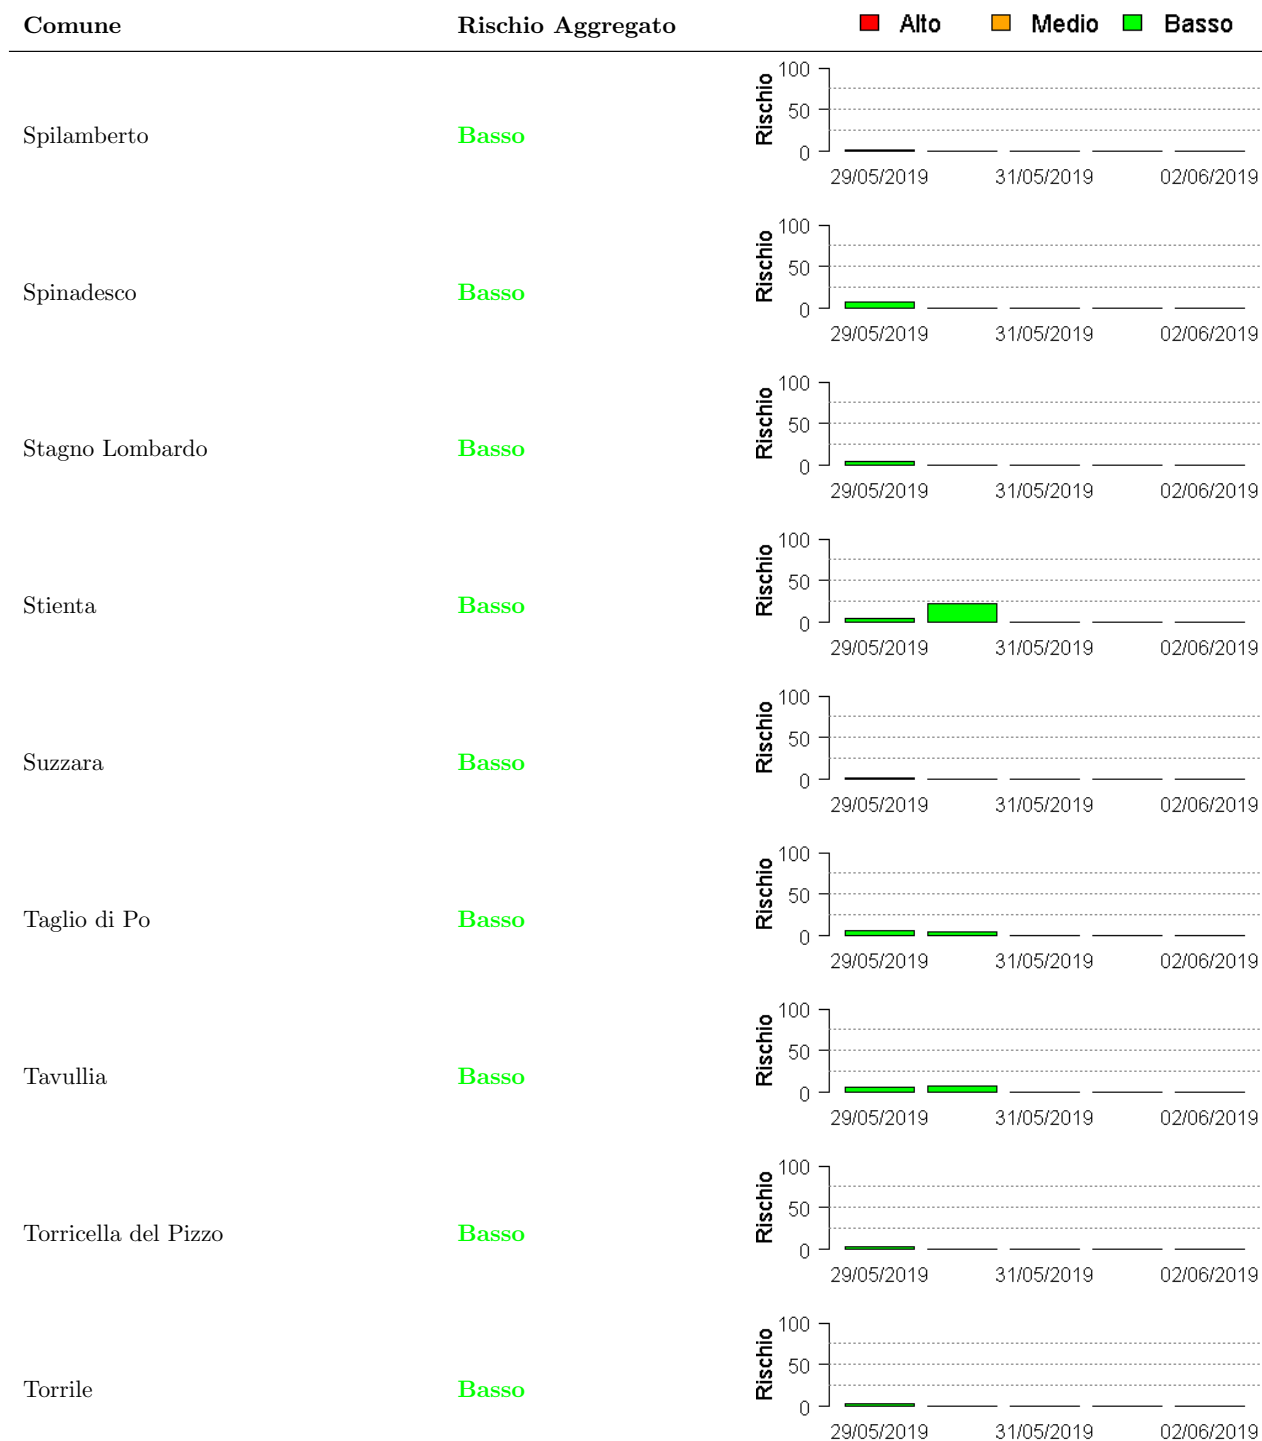 Comune Rischio Aggregato Alto Medio Basso
Rischio
100
50
0
Spilamberto Basso
29/05/2019 31/05/2019 02/06/2019
Rischio
100
50
0
Spinadesco Basso
29/05/2019 31/05/2019 02/06/2019
Rischio
100
50
0
Stagno Lombardo Basso
29/05/2019 31/05/2019 02/06/2019
Rischio
100
50
0
Stienta Basso
29/05/2019 31/05/2019 02/06/2019
Rischio
100
50
0
Suzzara Basso
29/05/2019 31/05/2019 02/06/2019
Rischio
100
50
0
Taglio di Po Basso
29/05/2019 31/05/2019 02/06/2019
Rischio
100
50
0
Tavullia Basso
29/05/2019 31/05/2019 02/06/2019
Rischio
100
50
0
Torricella del Pizzo Basso
29/05/2019 31/05/2019 02/06/2019
Rischio
100
50
0
Torrile Basso
29/05/2019 31/05/2019 02/06/2019